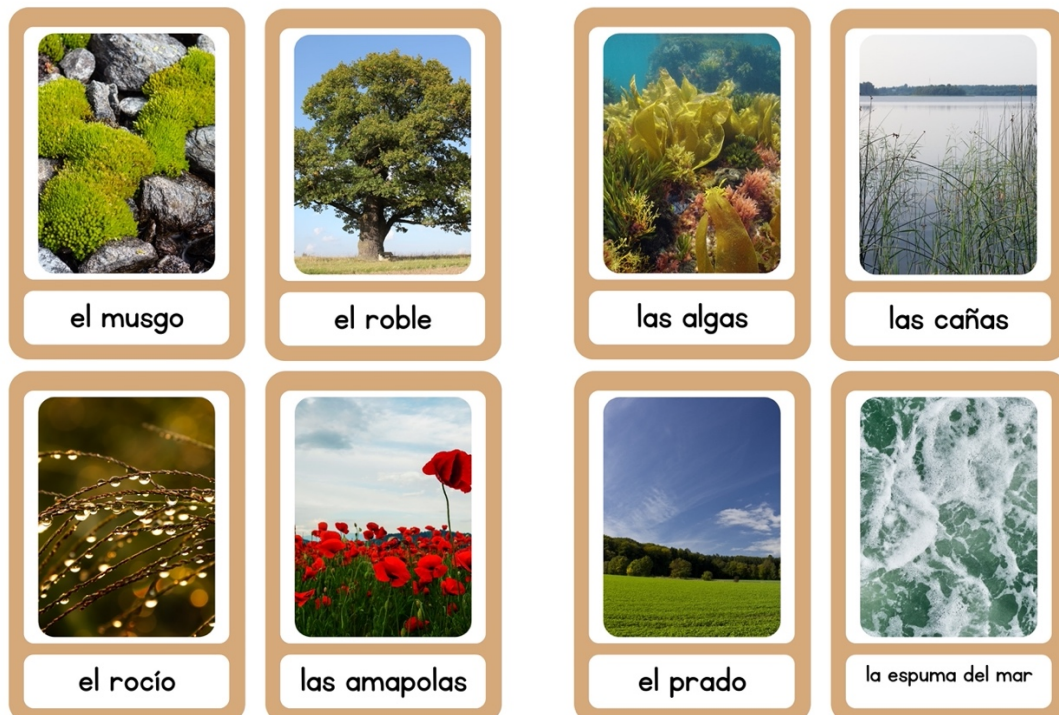 el musgo
el roble
las algas
las cañas
el rocío
las amapolas
el prado
la espuma del mar